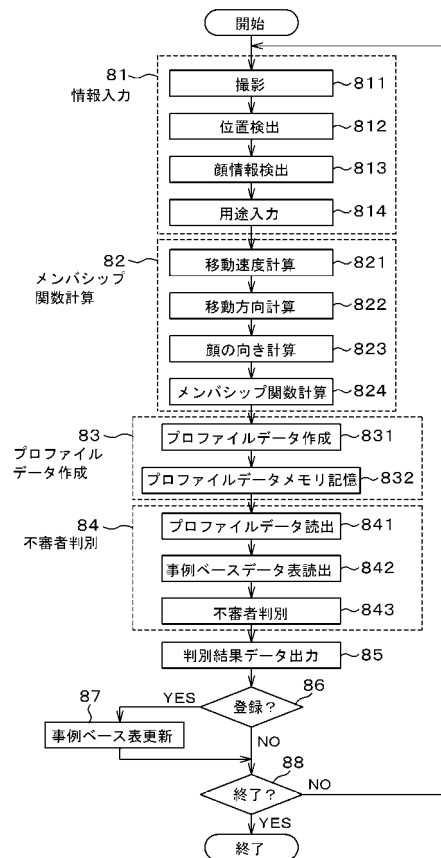 開始
81
情報入力
撮影
811
位置検出
812
顔情報検出
813
用途入力
814
82
メンバシップ
関数計算
移動速度計算
821
移動方向計算
822
顔の向き計算
823
メンバシップ関数計算
824
83
プロファイル
データ作成
プロファイルデータ作成
831
プロファイルデータメモリ記憶
832
84
不審者判別
プロファイルデータ読出
841
事例ベースデータ表読出
842
不審者判別
843
判別結果データ出力
85
86
登録?
YES
NO
87
事例ベース表更新
88
終了?
NO
YES
終了